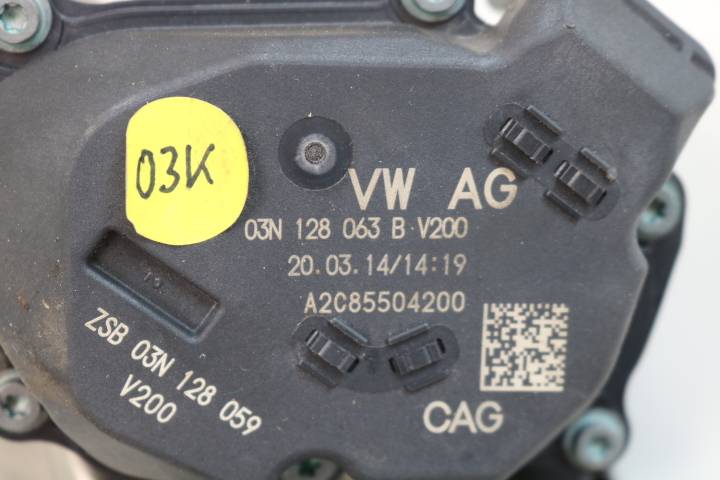 03K
VW AG
03N 128 063 B V200
20.03.14/14:19
A2C85504200
ZSB 03N 128 059
V200
CAG